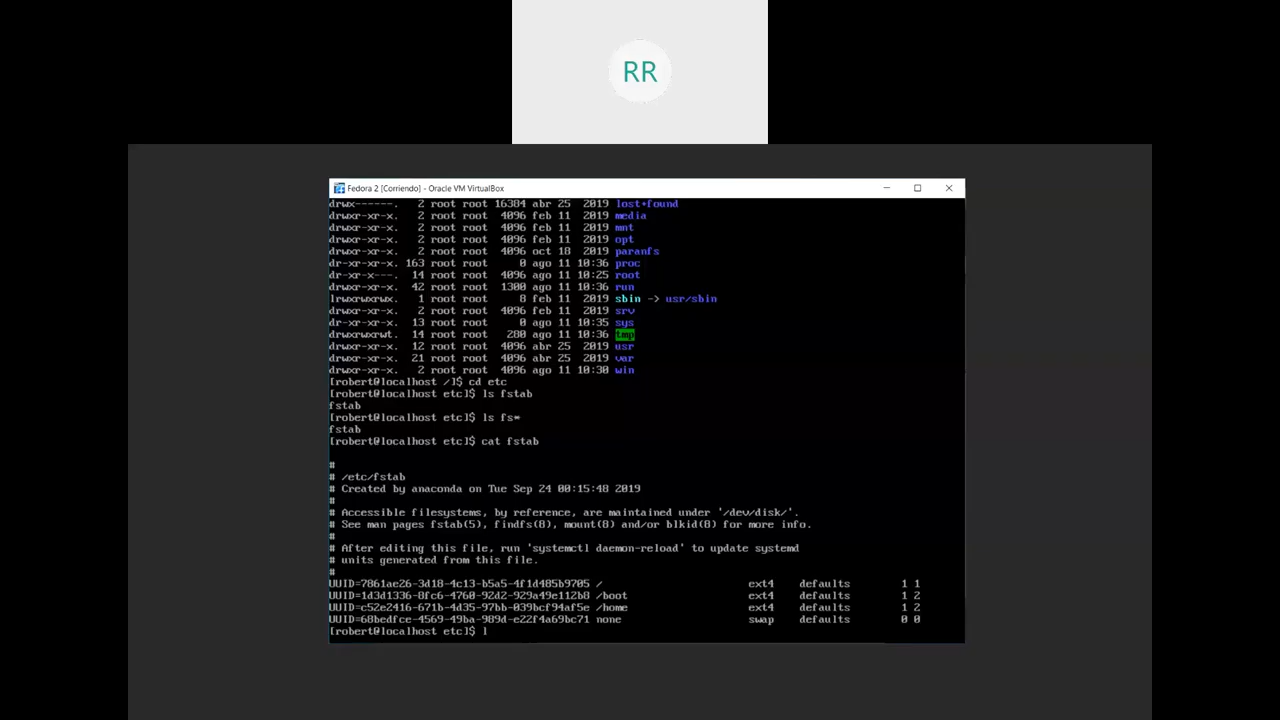 RR
Fedora 2 [Corriendo] - Oracle VM VirtualBox
drwx------.   2 root root 16384 abr 25  2019 lost+found
drwxr-xr-x.   2 root root  4096 feb 11  2019 media
drwxr-xr-x.   2 root root  4096 feb 11  2019 mnt
drwxr-xr-x.   2 root root  4096 feb 11  2019 opt
drwxr-xr-x.   2 root root  4096 oct 18  2019 paranfs
dr-xr-xr-x. 163 root root     0 ago 11 10:36 proc
dr-xr-x---.  14 root root  4096 ago 11 10:25 root
drwxr-xr-x.  42 root root  1300 ago 11 10:36 run
lrwxrwxrwx.   1 root root     8 feb 11  2019 sbin -> usr/sbin
drwxr-xr-x.   2 root root  4096 feb 11  2019 srv
dr-xr-xr-x.  13 root root     0 ago 11 10:35 sys
drwxrwxrwt.  14 root root   280 ago 11 10:36 tmp
drwxr-xr-x.  12 root root  4096 abr 25  2019 usr
drwxr-xr-x.  21 root root  4096 abr 25  2019 var
drwxr-xr-x.   2 root root  4096 ago 11 10:30 win
[robert@localhost /]$ cd etc
[robert@localhost etc]$ ls fstab
fstab
[robert@localhost etc]$ ls fs*
fstab
[robert@localhost etc]$ cat fstab
#
# /etc/fstab
# Created by anaconda on Tue Sep 24 00:15:48 2019
#
# Accessible filesystems, by reference, are maintained under '/dev/disk/'.
# See man pages fstab(5), findfs(8), mount(8) and/or blkid(8) for more info.
#
# After editing this file, run 'systemctl daemon-reload' to update systemd
# units generated from this file.
#
UUID=7861ae26-3d18-4c13-b5a5-4f1d485b9705 /                       ext4    defaults        1 1
UUID=1d3d1336-8fc6-4760-92d2-929a49e112b8 /boot                   ext4    defaults        1 2
UUID=c52e2416-671b-4d35-97bb-039bcf94af5e /home                   ext4    defaults        1 2
UUID=68bedfce-4569-49ba-989d-e22f4a69bc71 none                    swap    defaults        0 0
[robert@localhost etc]$ l